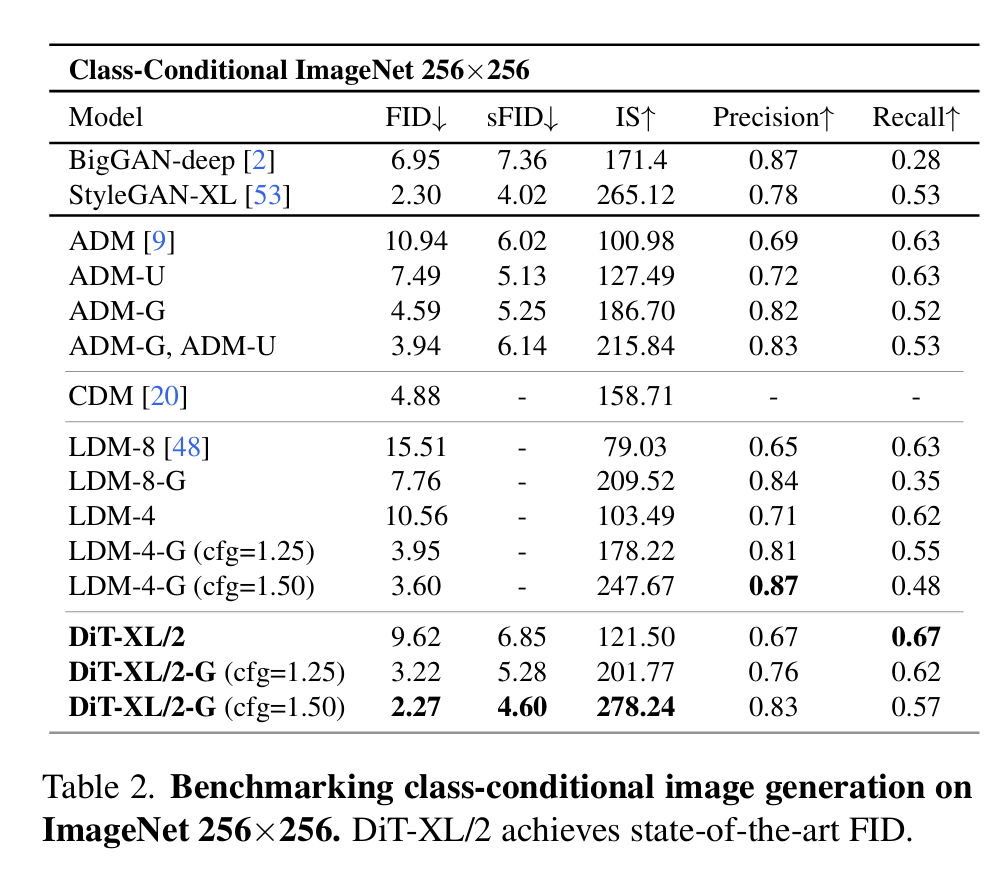 Class-Conditional ImageNet 256×256
Model FID↓ sFID↓ IS↑ Precision↑ Recall↑
BigGAN-deep [2] 6.95 7.36 171.4 0.87 0.28
StyleGAN-XL [53] 2.30 4.02 265.12 0.78 0.53
ADM [9] 10.94 6.02 100.98 0.69 0.63
ADM-U 7.49 5.13 127.49 0.72 0.63
ADM-G 4.59 5.25 186.70 0.82 0.52
ADM-G, ADM-U 3.94 6.14 215.84 0.83 0.53
CDM [20] 4.88 - 158.71 - -
LDM-8 [48] 15.51 - 79.03 0.65 0.63
LDM-8-G 7.76 - 209.52 0.84 0.35
LDM-4 10.56 - 103.49 0.71 0.62
LDM-4-G (cfg=1.25) 3.95 - 178.22 0.81 0.55
LDM-4-G (cfg=1.50) 3.60 - 247.67 0.87 0.48
DiT-XL/2 9.62 6.85 121.50 0.67 0.67
DiT-XL/2-G (cfg=1.25) 3.22 5.28 201.77 0.76 0.62
DiT-XL/2-G (cfg=1.50) 2.27 4.60 278.24 0.83 0.57
Table 2. Benchmarking class-conditional image generation on
ImageNet 256×256. DiT-XL/2 achieves state-of-the-art FID.